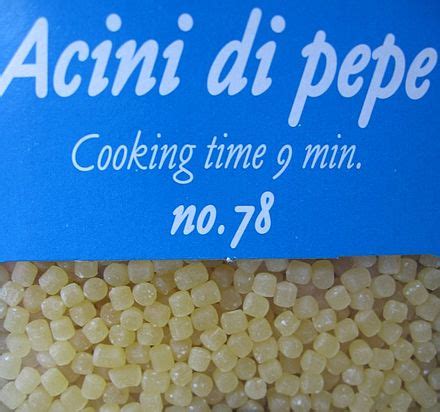 Acini di pepe
Cooking time 9 min.
no.78